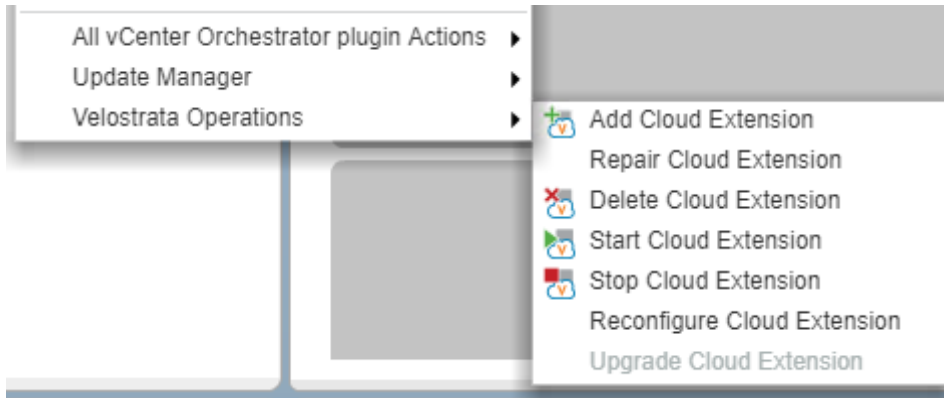 All vCenter Orchestrator plugin Actions
Update Manager
Velostrata Operations
Add Cloud Extension
Repair Cloud Extension
Delete Cloud Extension
Start Cloud Extension
Stop Cloud Extension
Reconfigure Cloud Extension
Upgrade Cloud Extension